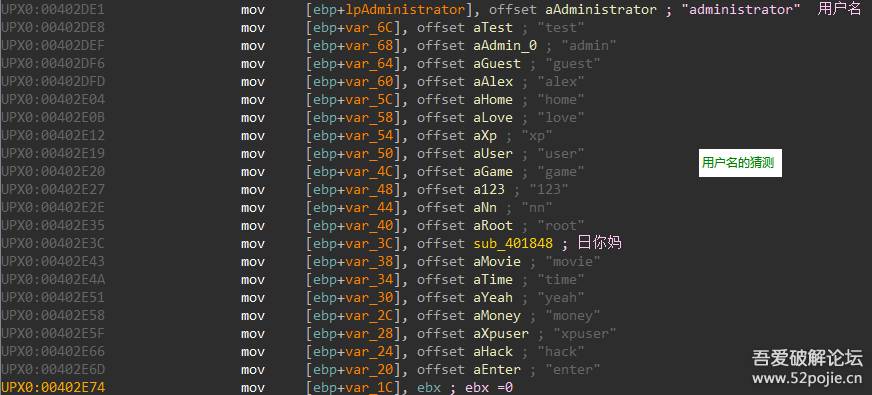 UPX0:00402DE1 mov [ebp+lpAdministrator], offset aAdministrator ; "administrator" 用户名
UPX0:00402DE8 mov [ebp+var_6C], offset aTest ; "test"
UPX0:00402DEF mov [ebp+var_68], offset aAdmin_0 ; "admin"
UPX0:00402DF6 mov [ebp+var_64], offset aGuest ; "guest"
UPX0:00402DFD mov [ebp+var_60], offset aAlex ; "alex"
UPX0:00402E04 mov [ebp+var_5C], offset aHome ; "home"
UPX0:00402E0B mov [ebp+var_58], offset aLove ; "love"
UPX0:00402E12 mov [ebp+var_54], offset aXp ; "xp"
UPX0:00402E19 mov [ebp+var_50], offset aUser ; "user"
用户名的猜测
UPX0:00402E20 mov [ebp+var_4C], offset aGame ; "game"
UPX0:00402E27 mov [ebp+var_48], offset a123 ; "123"
UPX0:00402E2E mov [ebp+var_44], offset aNn ; "nn"
UPX0:00402E35 mov [ebp+var_40], offset aRoot ; "root"
UPX0:00402E3C mov [ebp+var_3C], offset sub_401848 ; 日你妈
UPX0:00402E43 mov [ebp+var_38], offset aMovie ; "movie"
UPX0:00402E4A mov [ebp+var_34], offset aTime ; "time"
UPX0:00402E51 mov [ebp+var_30], offset aYeah ; "yeah"
UPX0:00402E58 mov [ebp+var_2C], offset aMoney ; "money"
UPX0:00402E5F mov [ebp+var_28], offset aXpuser ; "xpuser"
UPX0:00402E66 mov [ebp+var_24], offset aHack ; "hack"
UPX0:00402E6D mov [ebp+var_20], offset aEnter ; "enter"
UPX0:00402E74 mov [ebp+var_1C], ebx ; ebx =0
吾爱破解论坛
www.52pojie.cn